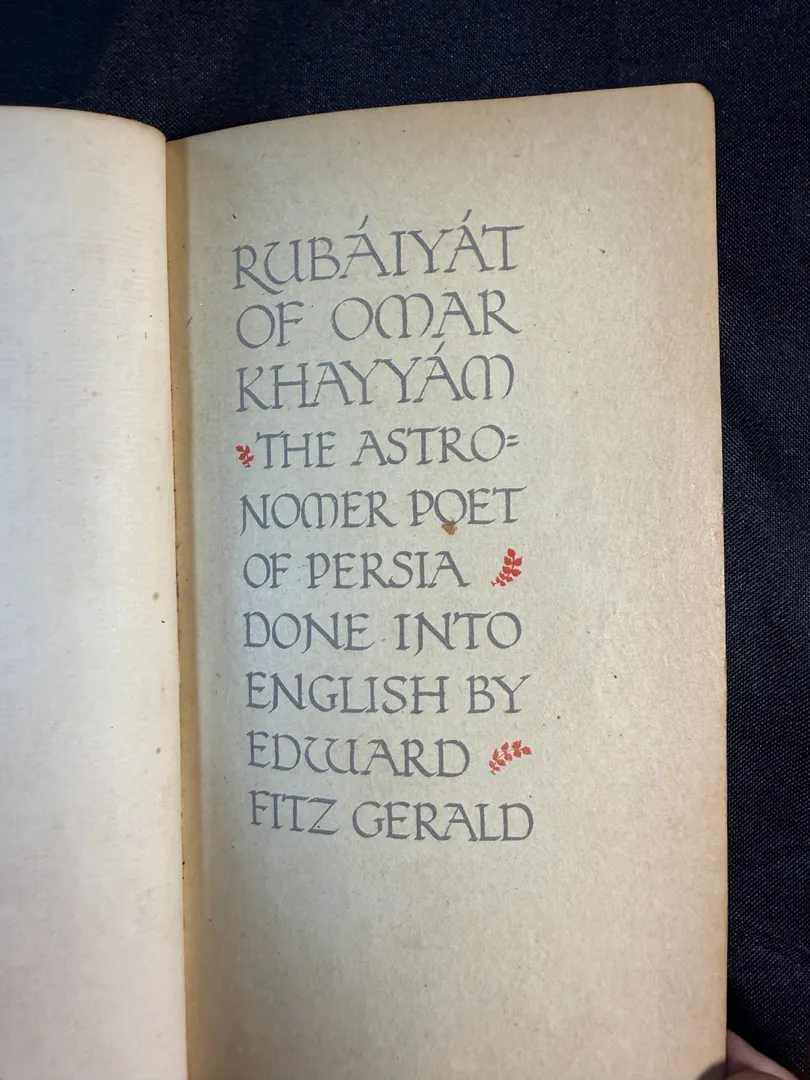 RUBÁIYÁT
OF OMAR
KHAYYÁM
THE ASTRO=
NOMER POET
OF PERSIA
DONE INTO
ENGLISH BY
EDWARD
FITZ GERALD